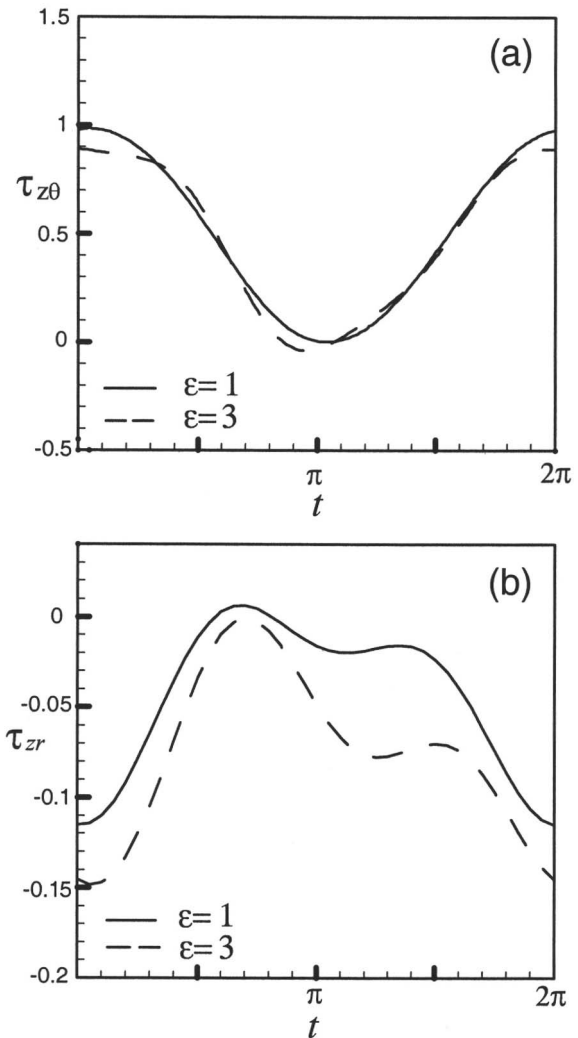 1.5
(a)
1
τzθ
0.5
0
ε= 1
ε= 3
-0.5
π
2π
t
(b)
0
-0.05
τzr
-0.1
-0.15
ε= 1
ε= 3
-0.2
π
2π
t